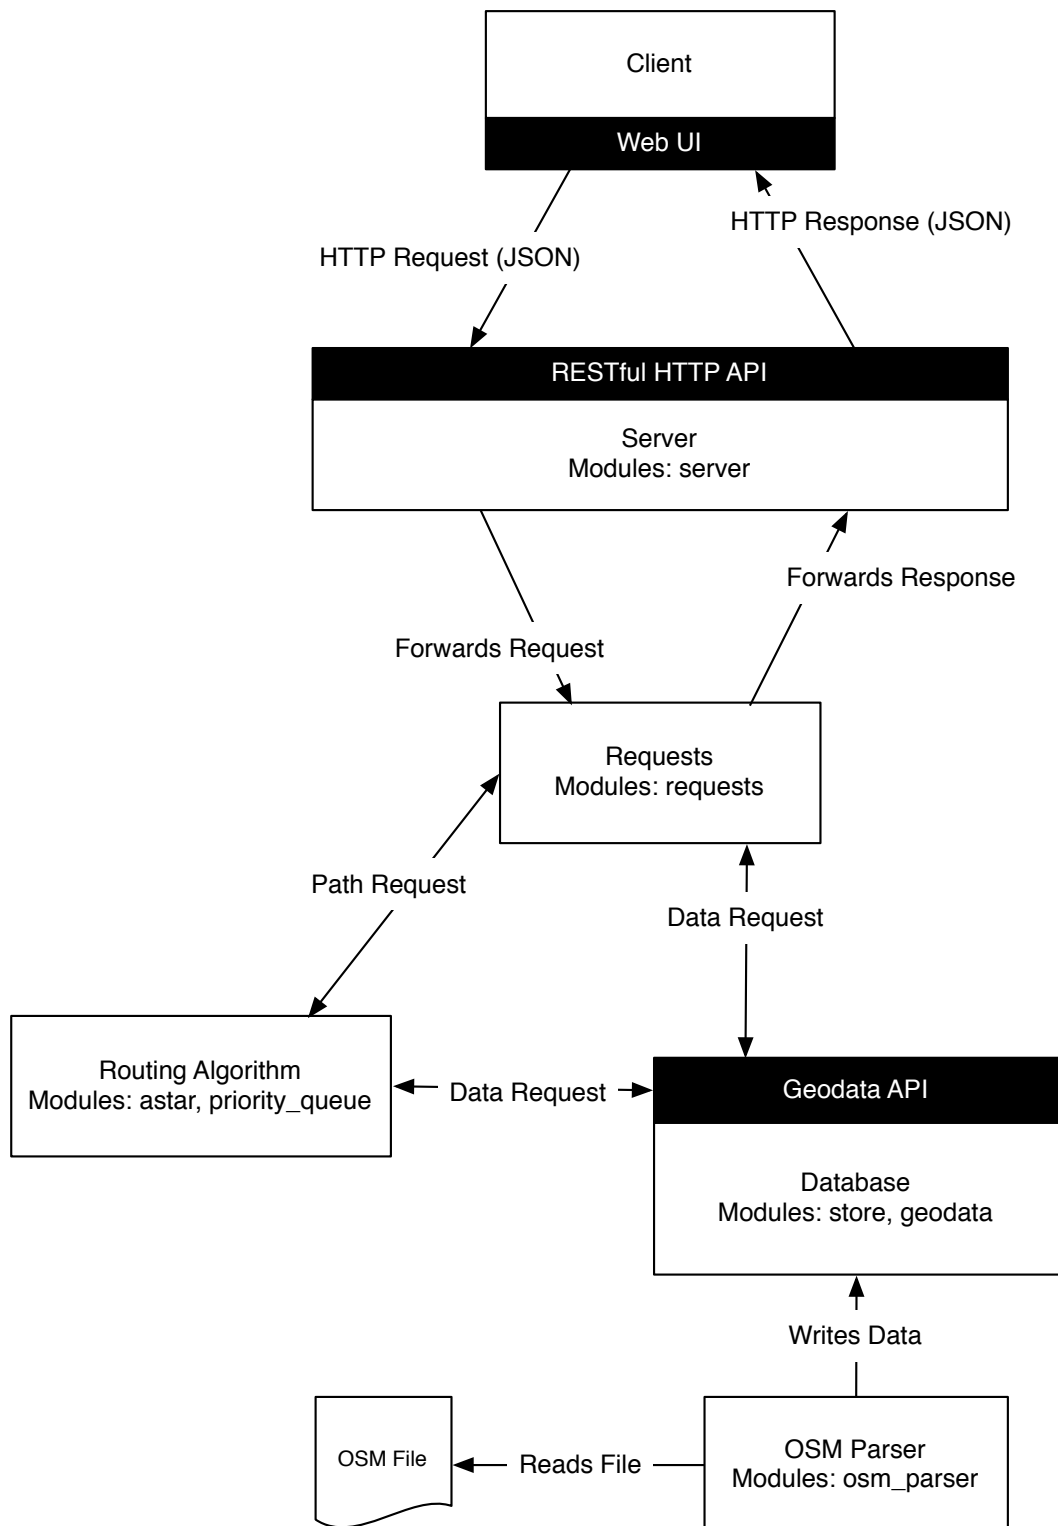 Client
Web UI
HTTP Response (JSON)
HTTP Request (JSON)
RESTful HTTP API
Server
Modules: server
Forwards Response
Forwards Request
Requests
Modules: requests
Path Request
Data Request
Routing Algorithm
Modules: astar, priority_queue
Data Request
Geodata API
Database
Modules: store, geodata
Writes Data
OSM File
Reads File
OSM Parser
Modules: osm_parser